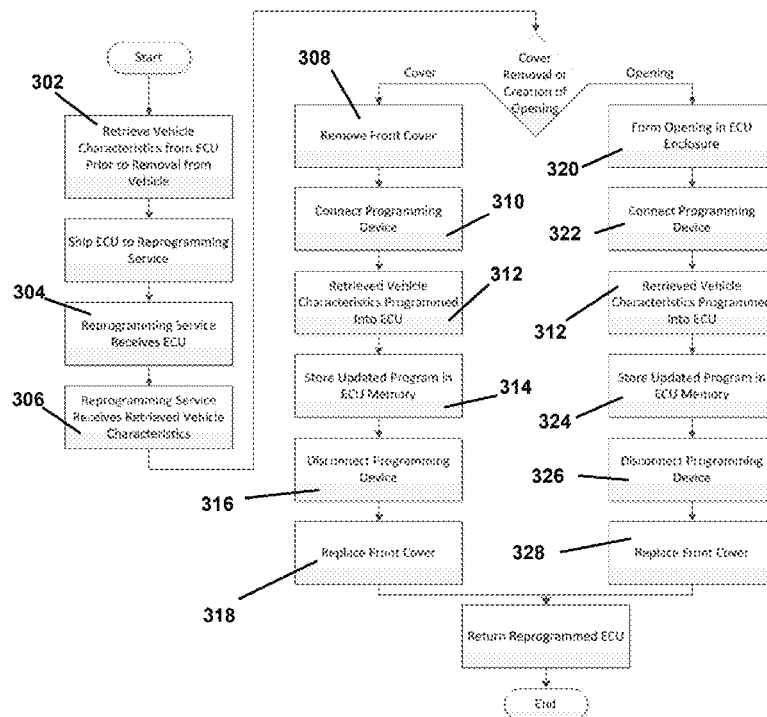 Start
302
Retrieve Vehicle
Characteristics from ECU
Prior to Removal from
Vehicle
Ship ECU to Reprogramming
Service
304
Reprogramming Service
Receives ECU
306
Reprogramming Service
Receives Retrieved Vehicle
Characteristics
Cover
Removal or
Creation of
Opening
Cover
Opening
308
Remove Front Cover
Connect Programming
Device
310
Retrieved Vehicle
Characteristics Programmed
Into ECU
312
Store Updated Program in
ECU Memory
314
Disconnect Programming
Device
316
Replace Front Cover
318
Form Opening in ECU
Enclosure
320
Connect Programming
Device
322
Retrieved Vehicle
Characteristics Programmed
Into ECU
312
Store Updated Program in
ECU Memory
324
Disconnect Programming
Device
326
Replace Front Cover
328
Return Reprogrammed ECU
End